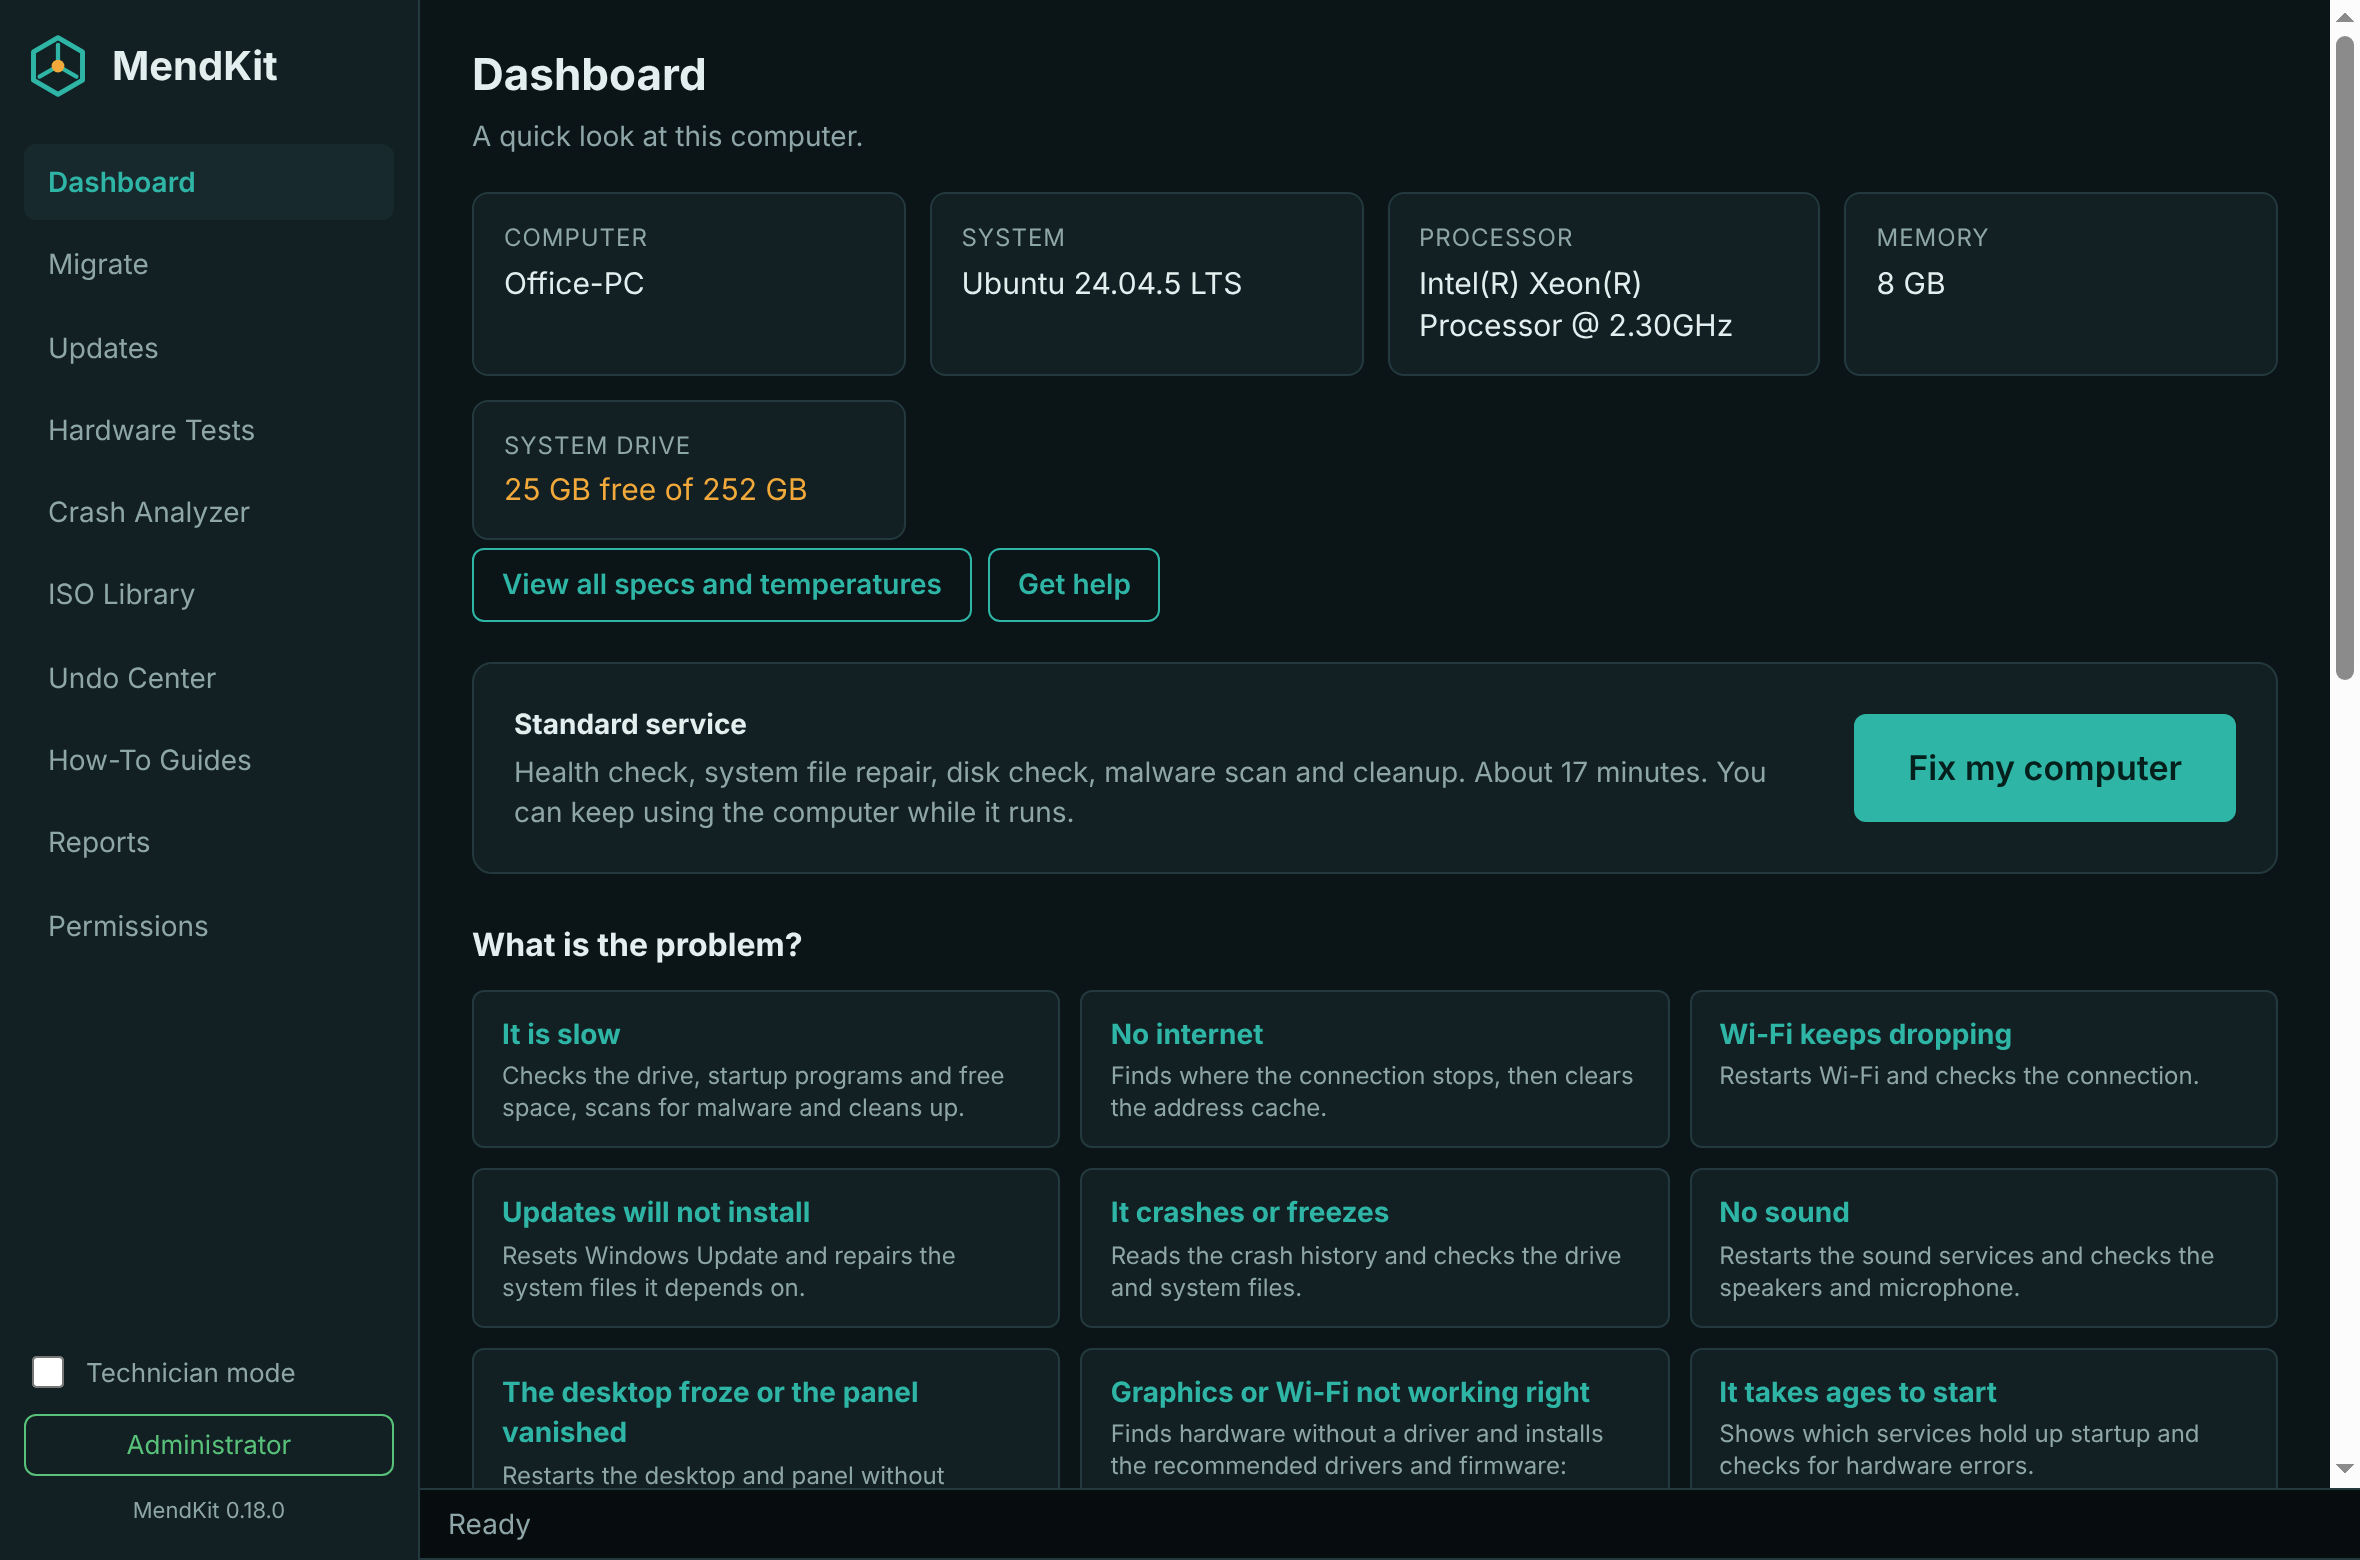 MendKit
Dashboard
Migrate
Updates
Hardware Tests
Crash Analyzer
ISO Library
Undo Center
How-To Guides
Reports
Permissions
Technician mode
Administrator
MendKit 0.18.0
Dashboard
A quick look at this computer.
COMPUTER
Office-PC
SYSTEM
Ubuntu 24.04.5 LTS
PROCESSOR
Intel(R) Xeon(R)
Processor @ 2.30GHz
MEMORY
8 GB
SYSTEM DRIVE
25 GB free of 252 GB
View all specs and temperatures
Get help
Standard service
Health check, system file repair, disk check, malware scan and cleanup. About 17 minutes. You
can keep using the computer while it runs.
Fix my computer
What is the problem?
It is slow
Checks the drive, startup programs and free
space, scans for malware and cleans up.
No internet
Finds where the connection stops, then clears
the address cache.
Wi-Fi keeps dropping
Restarts Wi-Fi and checks the connection.
Updates will not install
Resets Windows Update and repairs the
system files it depends on.
It crashes or freezes
Reads the crash history and checks the drive
and system files.
No sound
Restarts the sound services and checks the
speakers and microphone.
The desktop froze or the panel
vanished
Restarts the desktop and panel without
Graphics or Wi-Fi not working right
Finds hardware without a driver and installs
the recommended drivers and firmware:
It takes ages to start
Shows which services hold up startup and
checks for hardware errors.
Ready